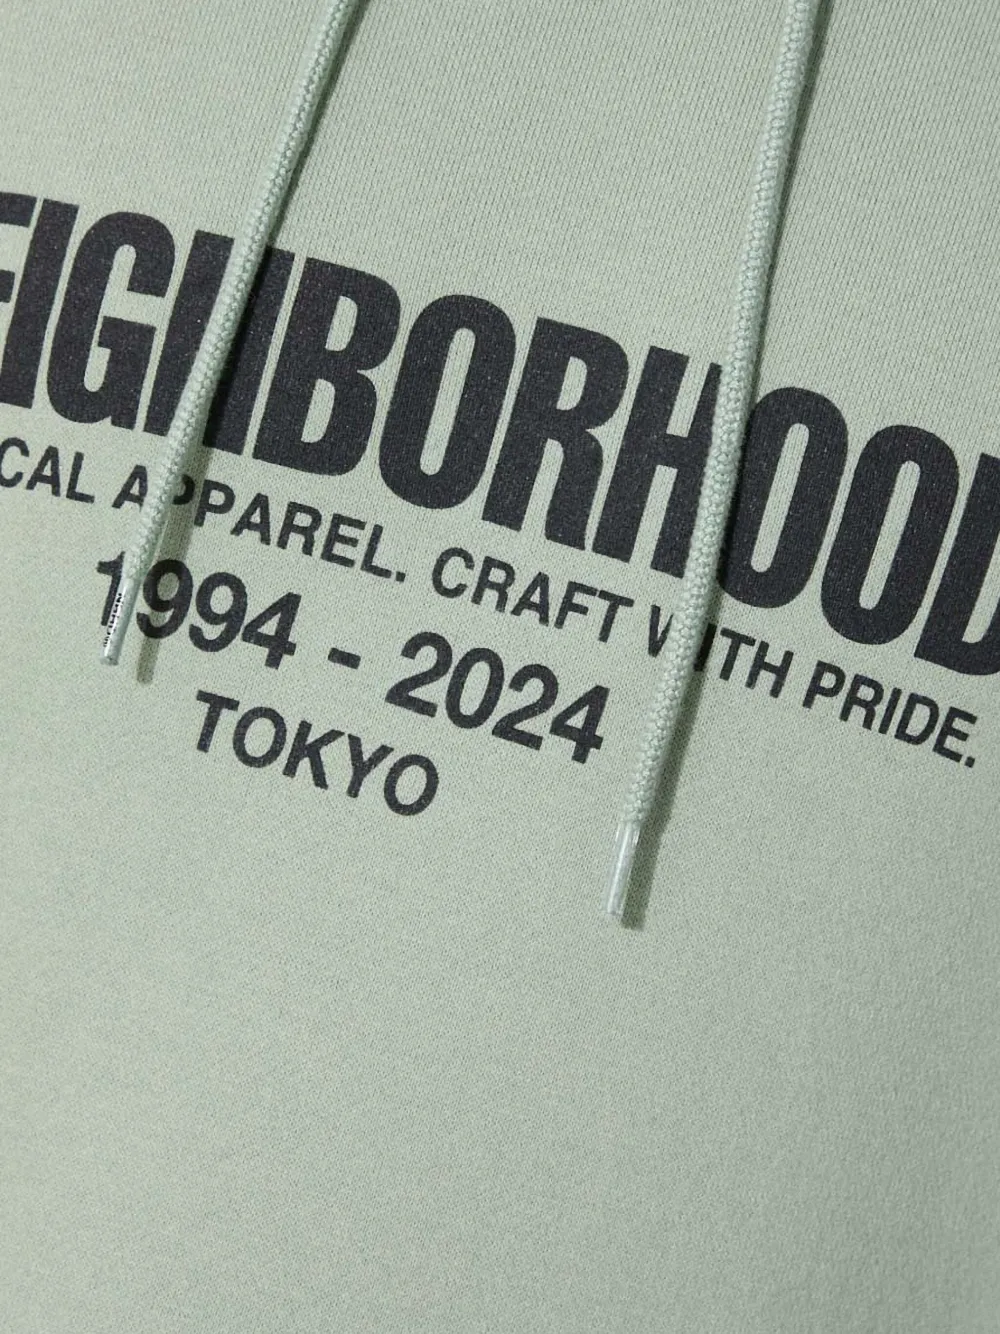 EIGHBORHOOD
CAL APPAREL. CRAFT WITH PRIDE.
1994 - 2024
TOKYO